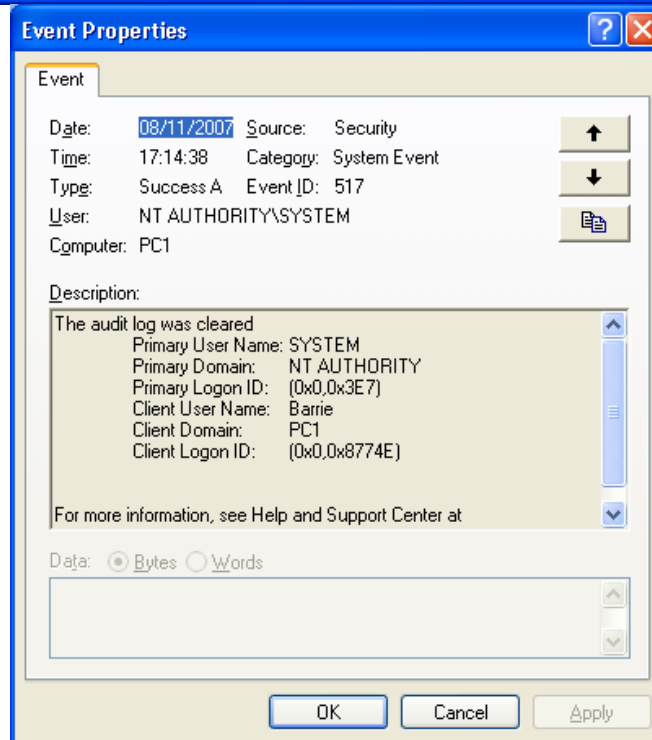 Event Properties
Event
Date: 08/11/2007 Source: Security
Time: 17:14:38 Category: System Event
Type: Success A Event ID: 517
User: NT AUTHORITY\SYSTEM
Computer: PC1
Description:
The audit log was cleared
Primary User Name: SYSTEM
Primary Domain: NT AUTHORITY
Primary Logon ID: (0x0,0x3E7)
Client User Name: Barrie
Client Domain: PC1
Client Logon ID: (0x0,0x8774E)
For more information, see Help and Support Center at
Data: Bytes Words
OK Cancel Apply